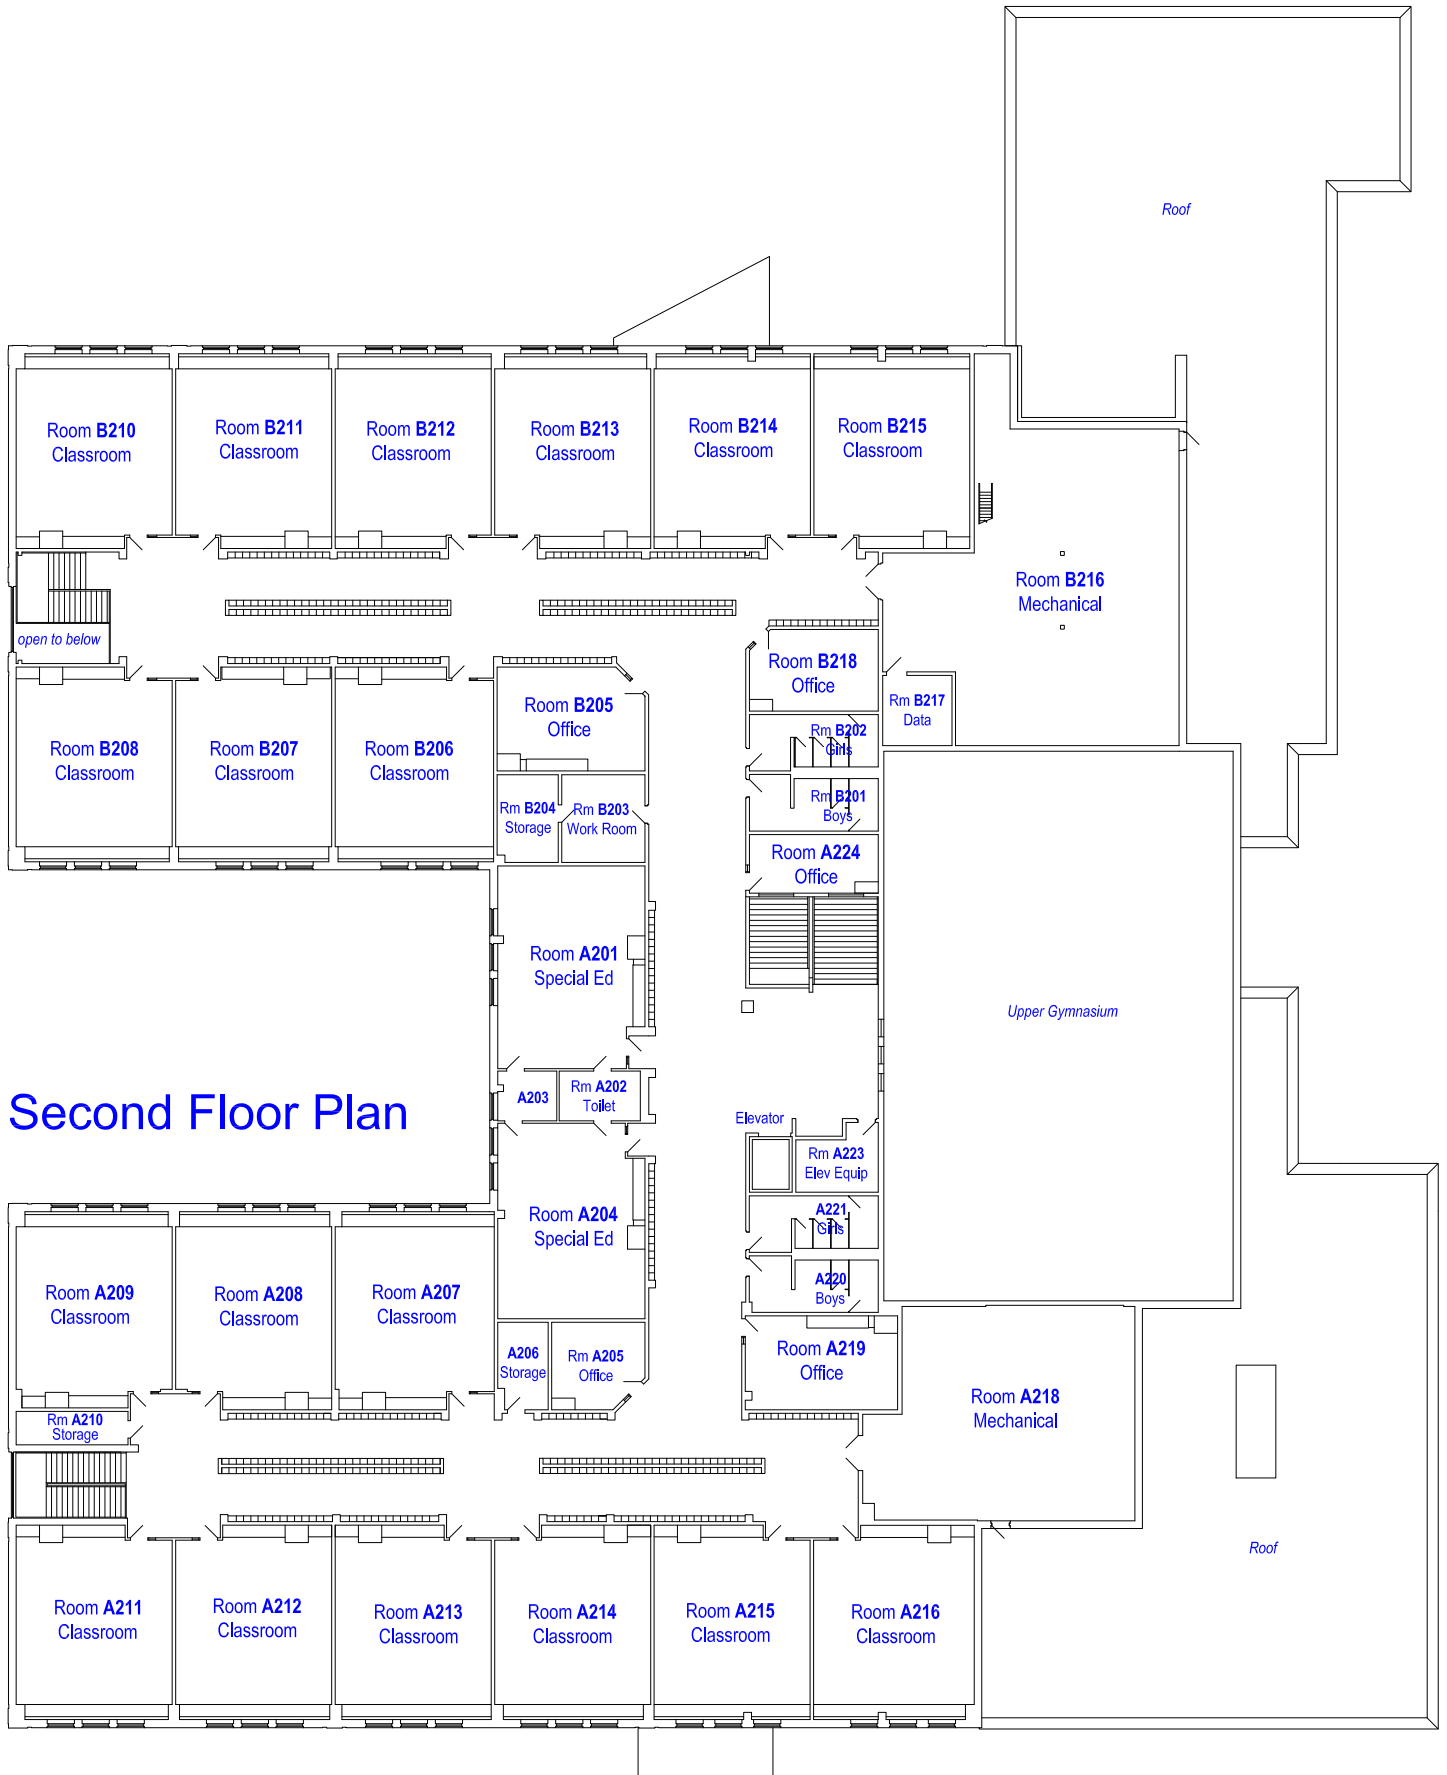 Roof
Room B210
Classroom
Room B211
Classroom
Room B212
Classroom
Room B213
Classroom
Room B214
Classroom
Room B215
Classroom
Room B216
Mechanical
open to below
Room B218
Office
Room B205
Office
Rm B217
Data
Rm B202
Girls
Room B208
Classroom
Room B207
Classroom
Room B206
Classroom
Rm B204
Storage
Rm B203
Work Room
Rm B201
Boys
Room A224
Office
Room A201
Special Ed
Upper Gymnasium
Second Floor Plan
A203
Rm A202
Toilet
Elevator
Rm A223
Elev Equip
Room A204
Special Ed
A221
Girls
A220
Boys
Room A209
Classroom
Room A208
Classroom
Room A207
Classroom
A206
Storage
Rm A205
Office
Room A219
Office
Room A218
Mechanical
Rm A210
Storage
Roof
Room A211
Classroom
Room A212
Classroom
Room A213
Classroom
Room A214
Classroom
Room A215
Classroom
Room A216
Classroom